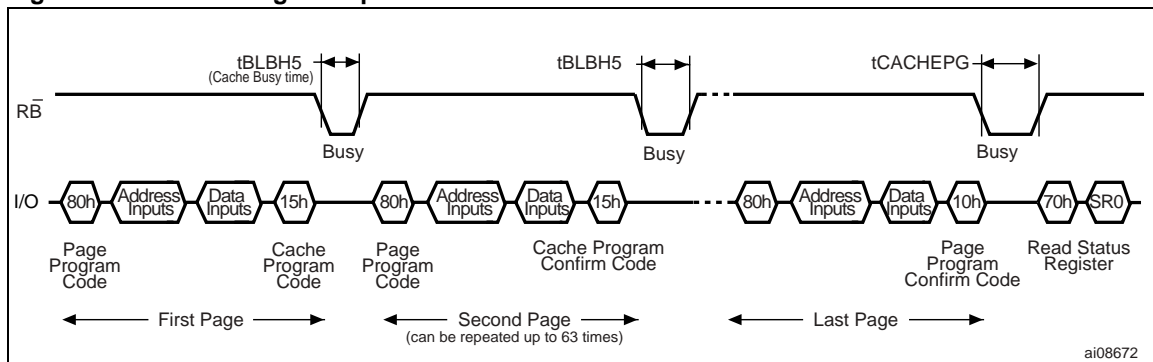 tBLBH5
(Cache Busy time)
tBLBH5
tCACHEPG
RB
Busy
Busy
Busy
I/O
80h
Address Inputs
Data Inputs
15h
80h
Address Inputs
Data Inputs
15h
80h
Address Inputs
Data Inputs
10h
70h
SR0
Page
Program
Code
Cache
Program
Code
Page
Program
Code
Cache Program
Confirm Code
Page
Program
Confirm Code
Read Status
Register
First Page
Second Page
(can be repeated up to 63 times)
Last Page
ai08672